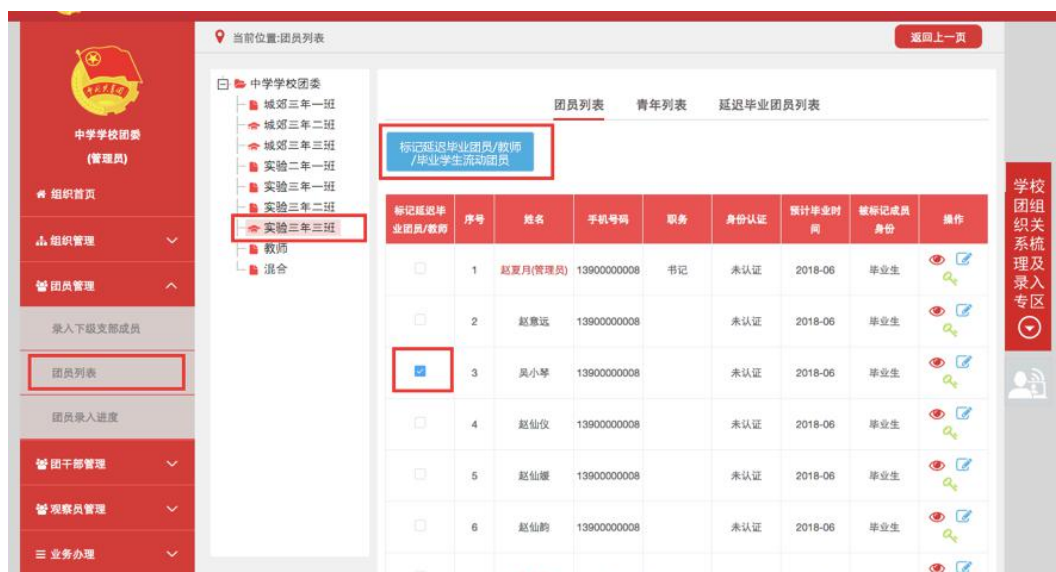 当前位置:团员列表
返回上一页
中学学校团委
(管理员)
组织首页
组织管理
团员管理
录入下级支部成员
团员列表
团员录入进度
团干部管理
观察员管理
业务办理
中学学校团委
城郊三年一班
城郊三年二班
城郊三年三班
实验二年一班
实验三年一班
实验三年二班
实验三年三班
教师
混合
团员列表 青年列表 延迟毕业团员列表
标记延迟毕业团员/教师
/毕业学生流动团员
标记延迟毕业团员/教师 序号 姓名 手机号码 职务 身份认证 预计毕业时间 被标记成员身份 操作
1 赵夏月(管理员) 13900000008 书记 未认证 2018-06 毕业生
2 赵意远 13900000008 未认证 2018-06 毕业生
3 吴小琴 13900000008 未认证 2018-06 毕业生
4 赵仙仪 13900000008 未认证 2018-06 毕业生
5 赵仙媛 13900000008 未认证 2018-06 毕业生
6 赵仙韵 13900000008 未认证 2018-06 毕业生
学校
团组
织关
系梳
理及
录入
专区